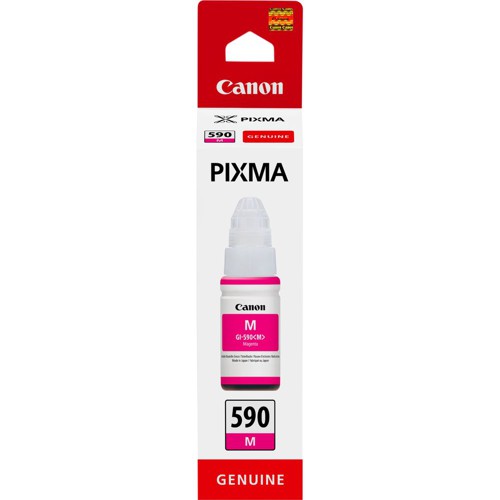 Canon
PIXMA
590
GENUINE
M
PIXMA
Canon
M
GI-590<M>
Magenta
590
M
GENUINE